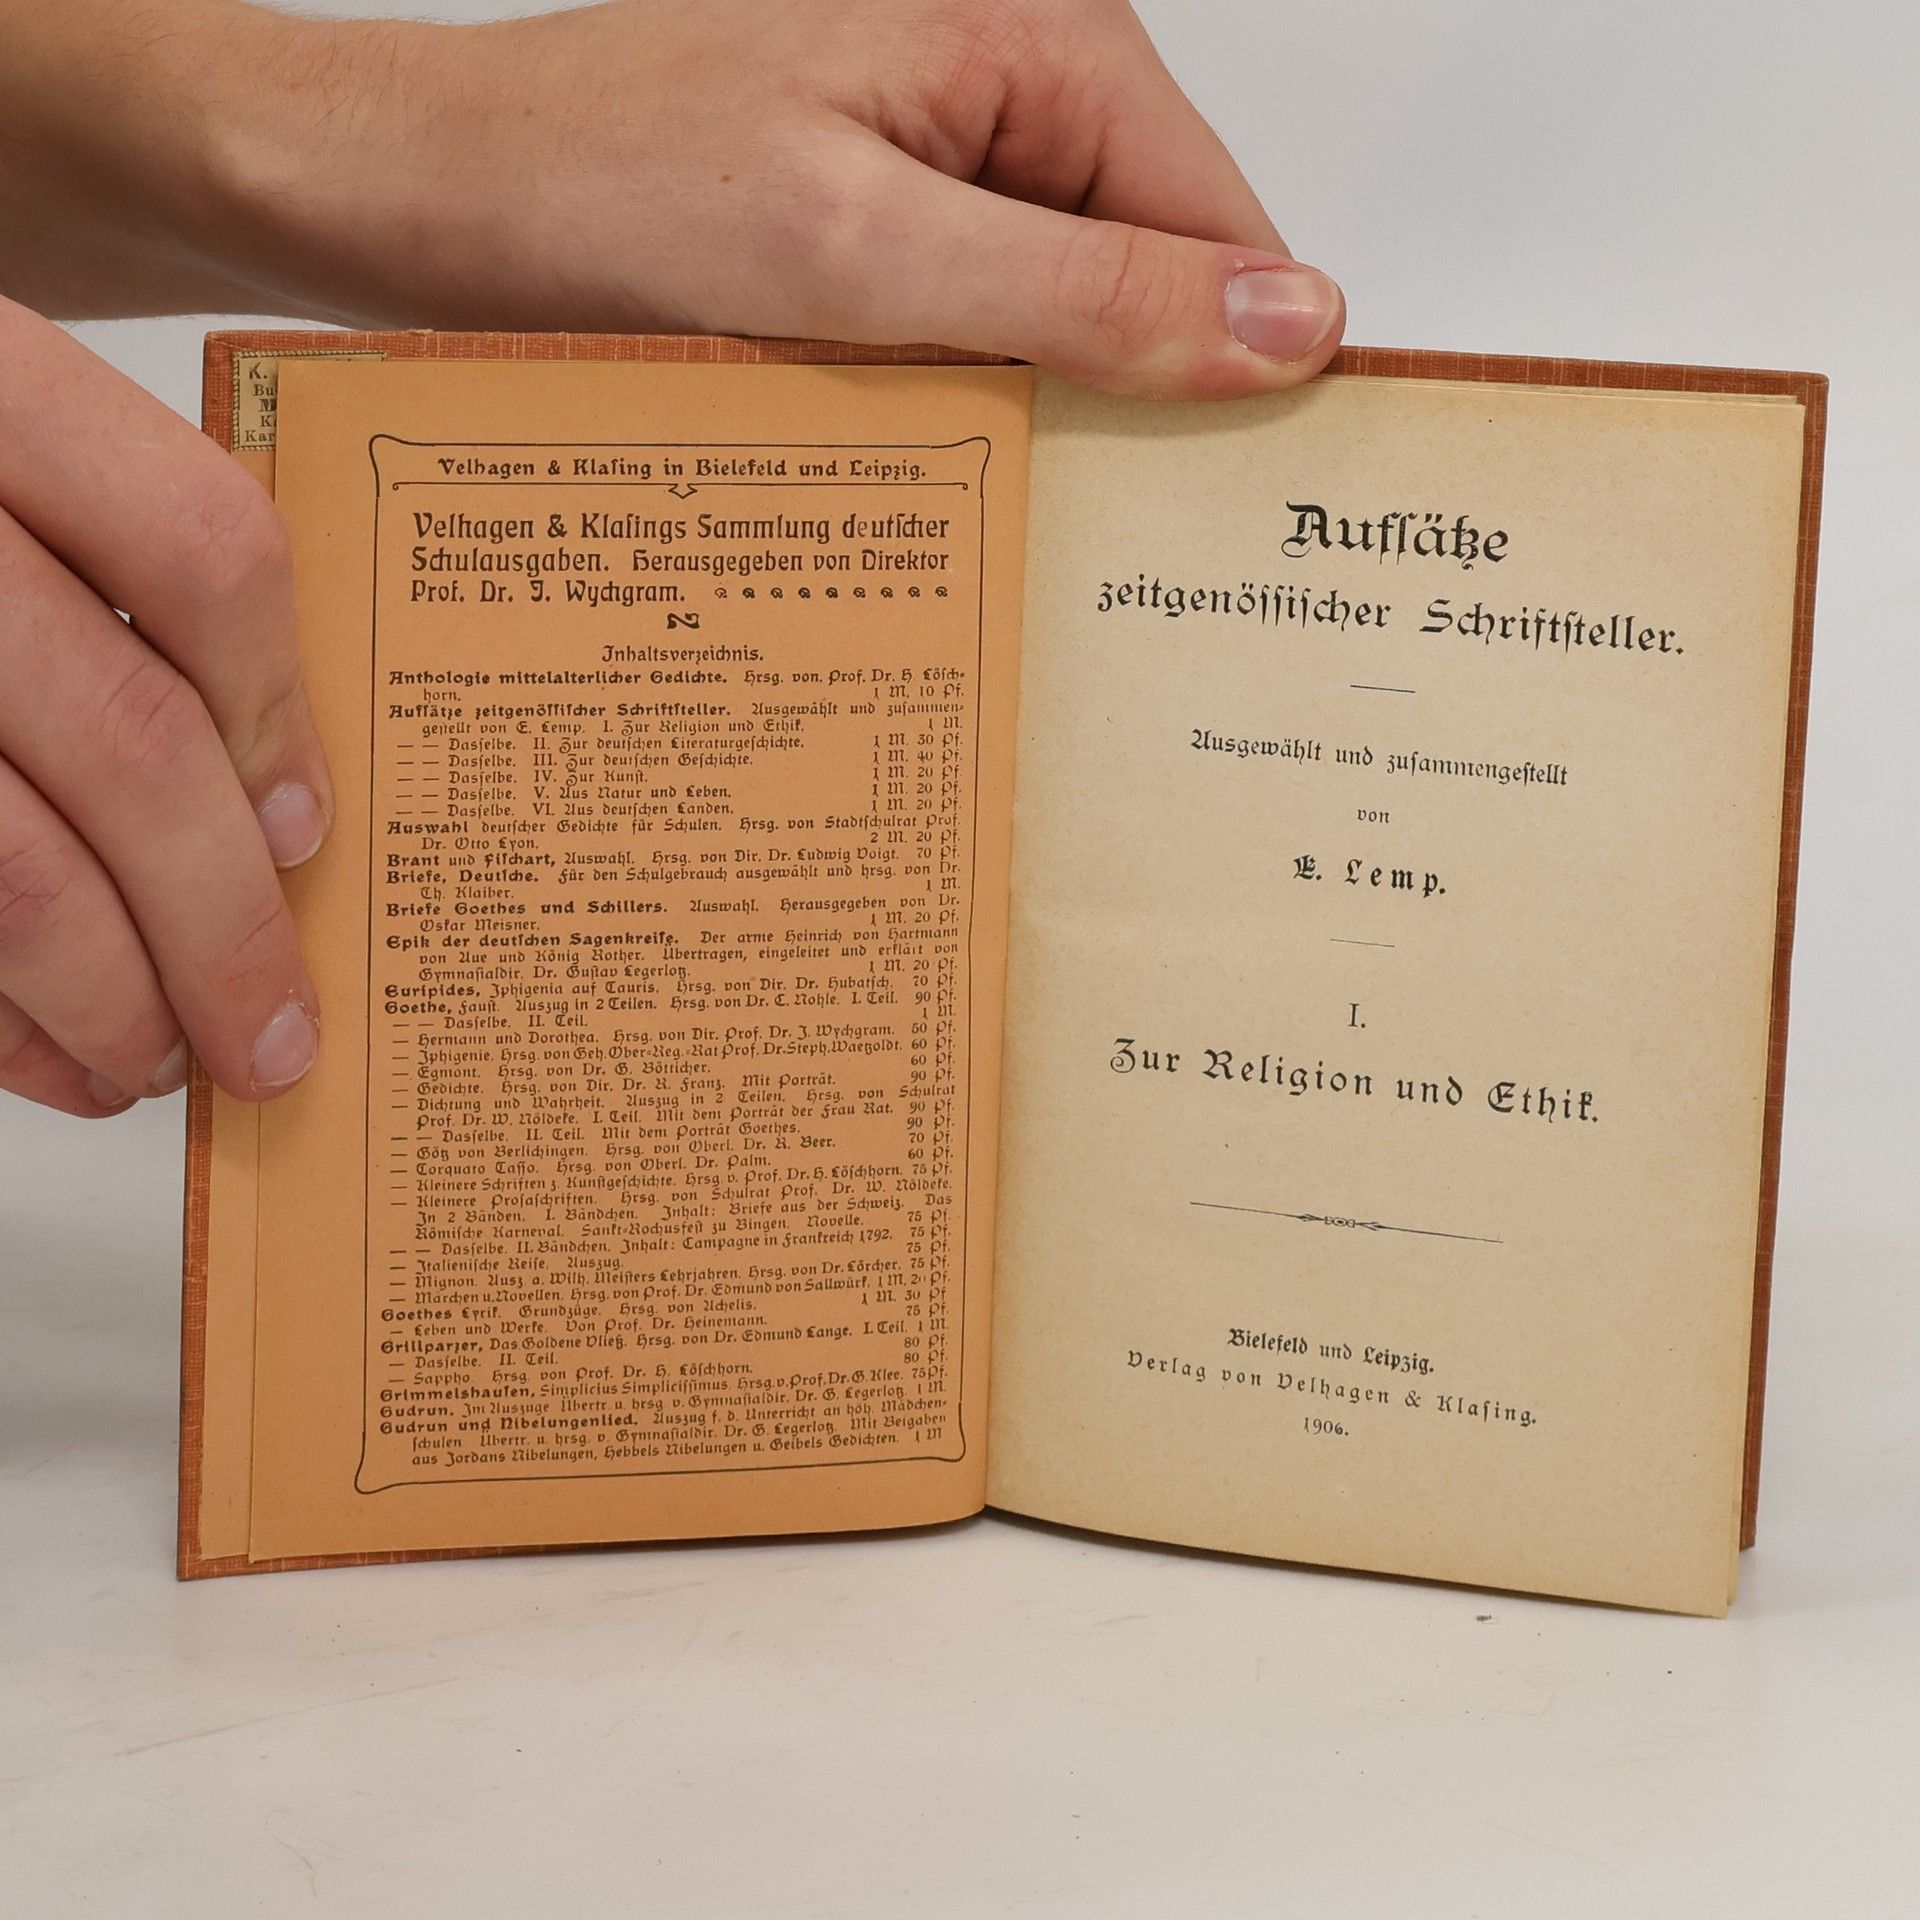 K.
Velhagen & Klaſing in Bielefeld und Leipzig.
Velhagen & Klaſings Sammlung deutſcher
Schulausgaben. Herausgegeben von Direktor
Prof. Dr. J. Wychgram.
Inhaltsverzeichnis.
Anthologie mittelalterlicher Gedichte. Hrsg. von. Prof. Dr. H. Löſch-
horn. 1 M. 10 Pf.
Aufſätze zeitgenöſſiſcher Schriftſteller. Ausgewählt und zuſammen-
geſtellt von E. Lemp. I. Zur Religion und Ethik. 1 M.
— — Dasſelbe. II. Zur deutſchen Literaturgeſchichte. 1 M. 30 Pf.
— — Dasſelbe. III. Zur deutſchen Geſchichte. 1 M. 40 Pf.
— — Dasſelbe. IV. Zur Kunſt. 1 M. 20 Pf.
— — Dasſelbe. V. Aus Natur und Leben. 1 M. 20 Pf.
— — Dasſelbe. VI. Aus deutſchen Landen. 1 M. 20 Pf.
Auswahl deutſcher Gedichte für Schulen. Hrsg. von Stadtſchulrat Prof.
Dr. Otto Lyon. 2 M. 20 Pf.
Brant und Fiſchart, Auswahl. Hrsg. von Dir. Dr. Ludwig Voigt. 70 Pf.
Briefe, Deutſche. Für den Schulgebrauch ausgewählt und hrsg. von Dr.
Th. Klaiber. 1 M.
Briefe Goethes und Schillers. Auswahl. Herausgegeben von Dr.
Oskar Meisner. 1 M. 20 Pf.
Epik der deutſchen Sagenkreiſe. Der arme Heinrich von Hartmann
von Aue und König Rother. Übertragen, eingeleitet und erklärt von
Gymnaſialdir. Dr. Guſtav Legerlotz. 1 M. 20 Pf.
Euripides, Iphigenia auf Tauris. Hrsg. von Dir. Dr. Hubatſch. 70 Pf.
Goethe, Fauſt. Auszug in 2 Teilen. Hrsg. von Dr. C. Nohle. I. Teil. 90 Pf.
— — Dasſelbe. II. Teil. 1 M.
— Hermann und Dorothea. Hrsg. von Dir. Prof. Dr. J. Wychgram. 50 Pf.
— Iphigenie. Hrsg. von Geh. Ober-Reg.-Rat Prof. Dr. Steph. Waetzoldt. 60 Pf.
— Egmont. Hrsg. von Dr. G. Bötticher. 60 Pf.
— Gedichte. Hrsg. von Dir. Dr. R. Franz. Mit Porträt. 90 Pf.
— Dichtung und Wahrheit. Auszug in 2 Teilen. Hrsg. von Schulrat
Prof. Dr. W. Nöldeke. I. Teil. Mit dem Porträt der Frau Rat. 90 Pf.
— — Dasſelbe. II. Teil. Mit dem Porträt Goethes. 90 Pf.
— Götz von Berlichingen. Hrsg. von Oberl. Dr. R. Beer. 70 Pf.
— Torquato Taſſo. Hrsg. von Oberl. Dr. Palm. 60 Pf.
— Kleinere Schriften z. Kunſtgeſchichte. Hrsg. v. Prof. Dr. H. Löſchhorn. 75 Pf.
— Kleinere Proſaſchriften. Hrsg. von Schulrat Prof. Dr. W. Nöldeke.
In 2 Bänden. I. Bändchen. Inhalt: Briefe aus der Schweiz. Das
Römiſche Karneval. Sankt-Rochusfeſt zu Bingen. Novelle. 75 Pf.
— — Dasſelbe. II. Bändchen. Inhalt: Campagne in Frankreich 1792. 75 Pf.
— Italieniſche Reiſe. Auszug. 75 Pf.
— Mignon. Ausz. a. Wilh. Meiſters Lehrjahren. Hrsg. von Dr. Lörcher. 75 Pf.
— Märchen u. Novellen. Hrsg. von Prof. Dr. Edmund von Sallwürk. 1 M. 20 Pf.
Goethes Lyrik. Grundzüge. Hrsg. von Achelis. 1 M. 30 Pf
— Leben und Werke. Von Prof. Dr. Heinemann. 75 Pf.
Grillparzer, Das Goldene Vließ. Hrsg. von Dr. Edmund Lange. I. Teil. 1 M.
— Dasſelbe. II. Teil. 80 Pf.
— Sappho. Hrsg. von Prof. Dr. H. Löſchhorn. 80 Pf.
Grimmelshauſen, Simplicius Simpliciſſimus. Hrsg. v. Prof. Dr. G. Klee. 75 Pf.
Gudrun. Im Auszuge Übertr. u. hrsg v. Gymnaſialdir. Dr. G. Legerlotz. 1 M.
Gudrun und Nibelungenlied. Auszug f. d. Unterricht an höh. Mädchen-
ſchulen Übertr. u. hrsg. v. Gymnaſialdir. Dr. G. Legerlotz. Mit Beigaben
aus Jordans Nibelungen, Hebbels Nibelungen u. Geibels Gedichten. 1 M
Aufſätze
zeitgenöſſiſcher Schriftſteller.
Ausgewählt und zuſammengeſtellt
von
E. Lemp.
I.
Zur Religion und Ethik.
Bielefeld und Leipzig.
Verlag von Velhagen & Klaſing.
1906.